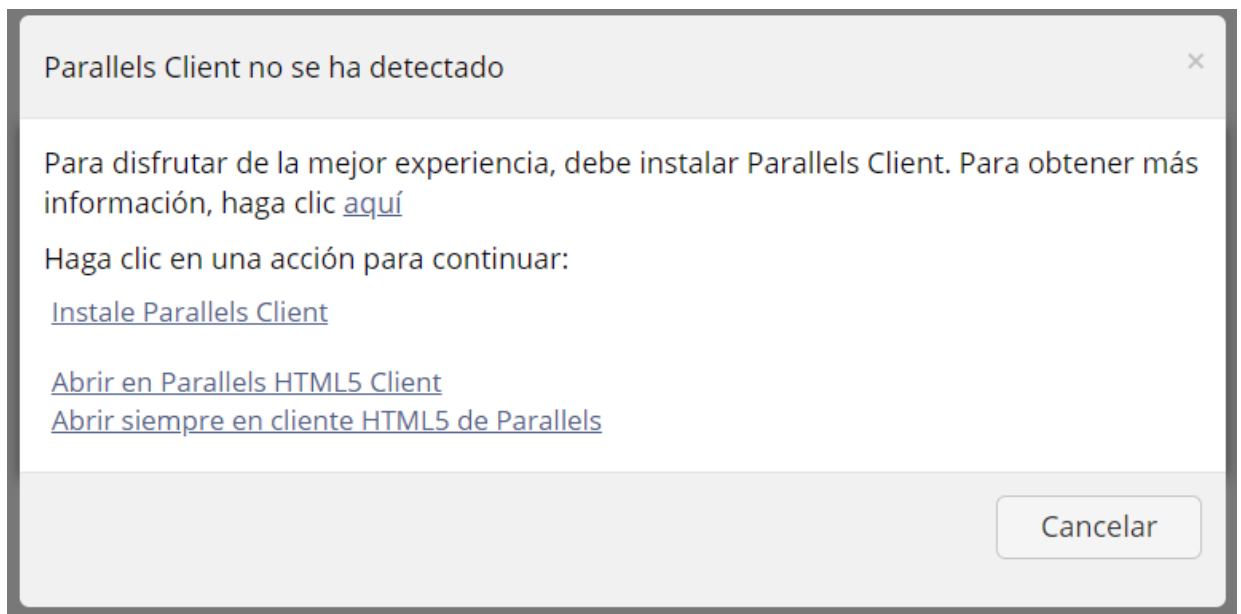 Parallels Client no se ha detectado
×
Para disfrutar de la mejor experiencia, debe instalar Parallels Client. Para obtener más
información, haga clic aquí
Haga clic en una acción para continuar:
Instale Parallels Client
Abrir en Parallels HTML5 Client
Abrir siempre en cliente HTML5 de Parallels
Cancelar